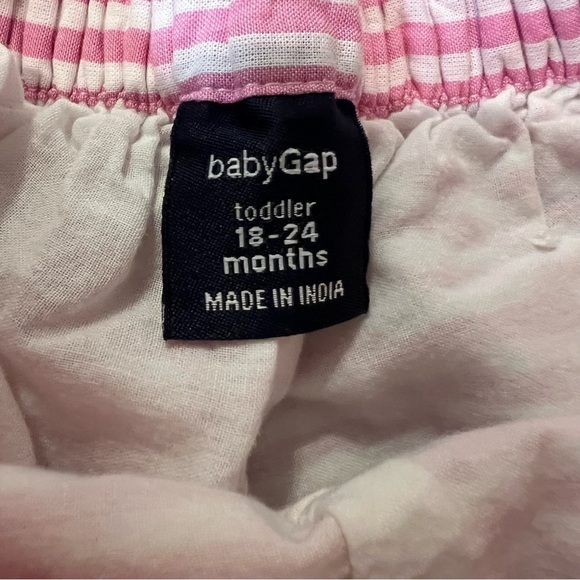 babyGap
toddler
18-24
months
MADE IN INDIA